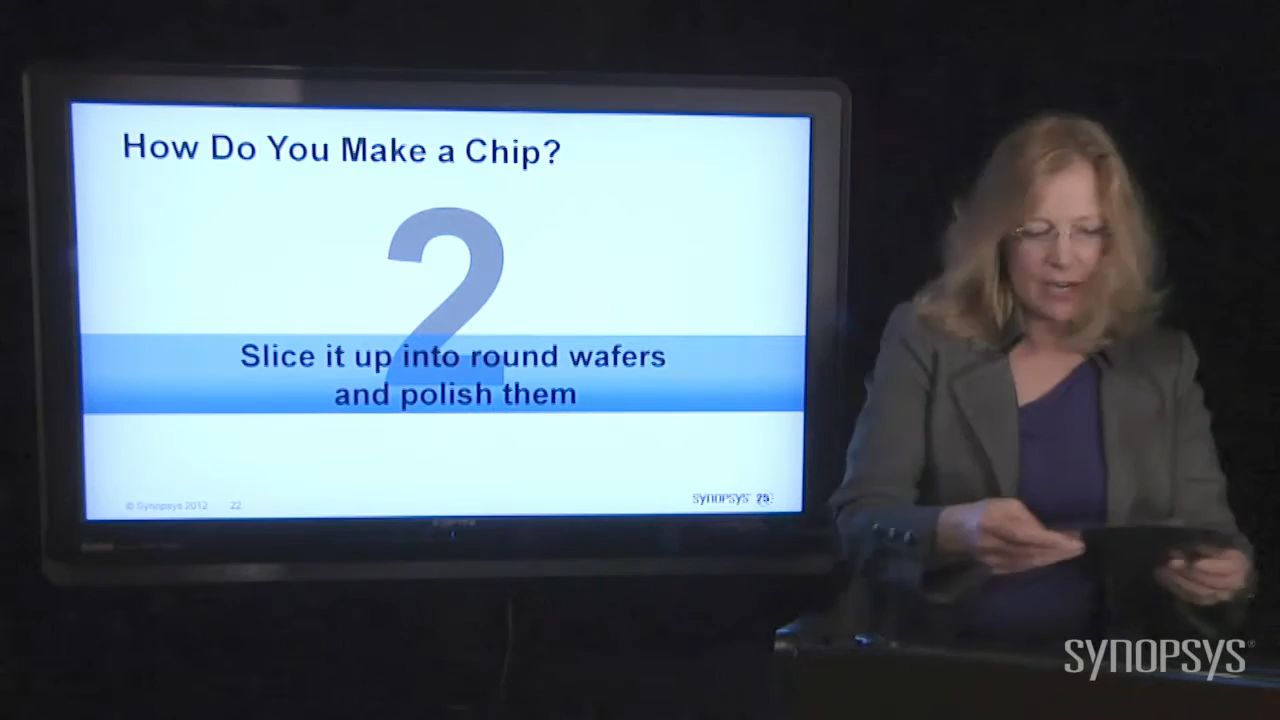 How Do You Make a Chip?
2
Slice it up into round wafers
and polish them
© Synopsys 2012 22
SYNOPSYS 25
SYNOPSYS®